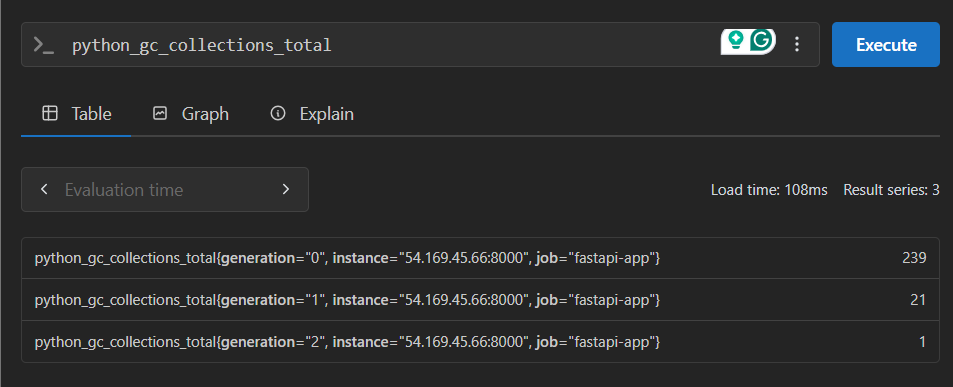 python_gc_collections_total
Execute
Table Graph Explain
Evaluation time
Load time: 108ms Result series: 3
python_gc_collections_total{generation="0", instance="54.169.45.66:8000", job="fastapi-app"} 239
python_gc_collections_total{generation="1", instance="54.169.45.66:8000", job="fastapi-app"} 21
python_gc_collections_total{generation="2", instance="54.169.45.66:8000", job="fastapi-app"} 1